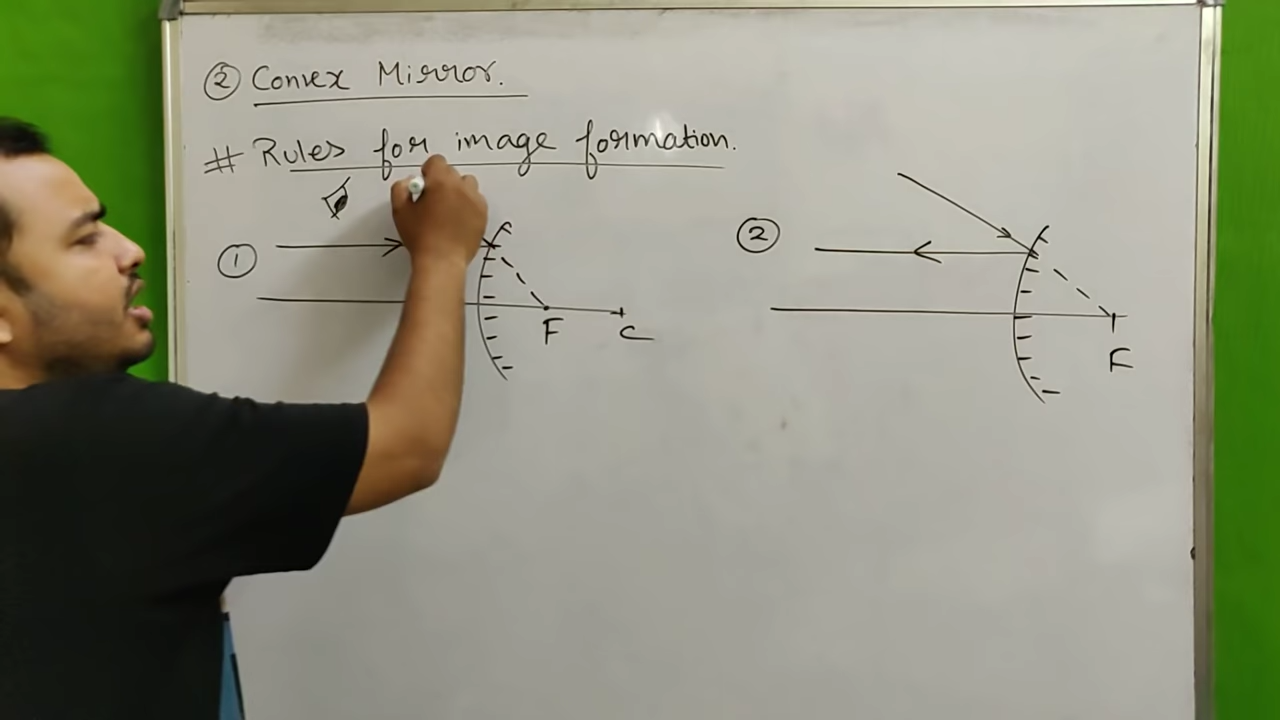 ② Convex Mirror.
# Rules for image formation.
①
F
C
②
F